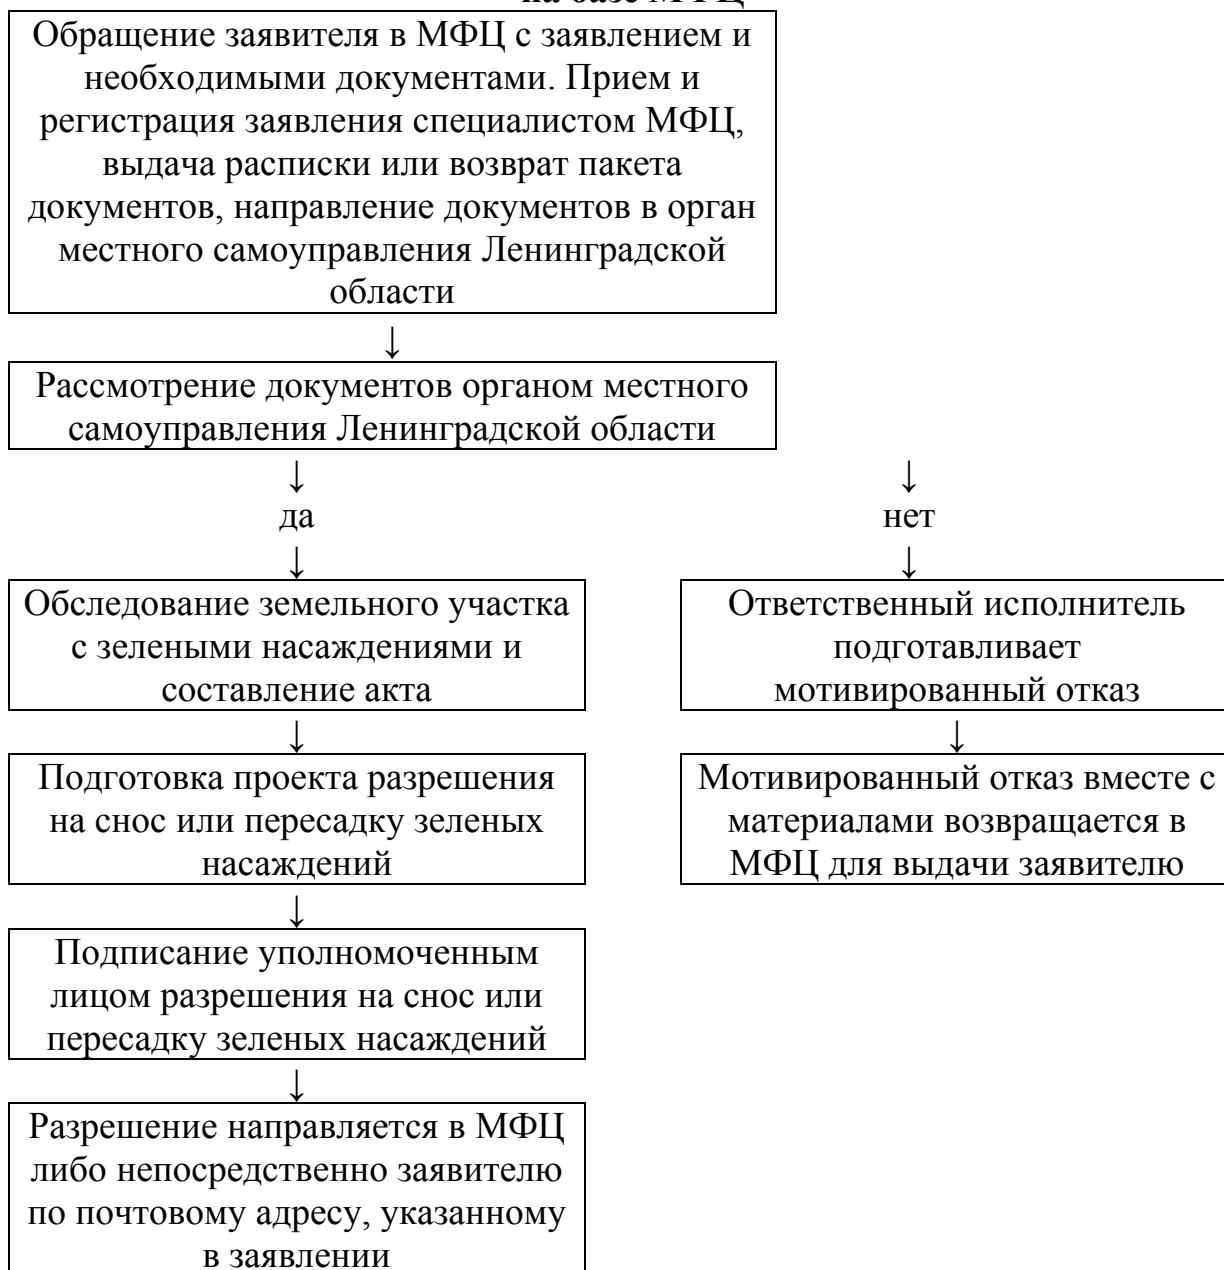 на базе МФЦ
Обращение заявителя в МФЦ с заявлением и
необходимыми документами. Прием и
регистрация заявления специалистом МФЦ,
выдача расписки или возврат пакета
документов, направление документов в орган
местного самоуправления Ленинградской
области
↓
Рассмотрение документов органом местного
самоуправления Ленинградской области
↓ ↓
да нет
↓ ↓
Обследование земельного участка
с зелеными насаждениями и
составление акта
Ответственный исполнитель
подготавливает
мотивированный отказ
↓ ↓
Подготовка проекта разрешения
на снос или пересадку зеленых
насаждений
Мотивированный отказ вместе с
материалами возвращается в
МФЦ для выдачи заявителю
↓
Подписание уполномоченным
лицом разрешения на снос или
пересадку зеленых насаждений
↓
Разрешение направляется в МФЦ
либо непосредственно заявителю
по почтовому адресу, указанному
в заявлении